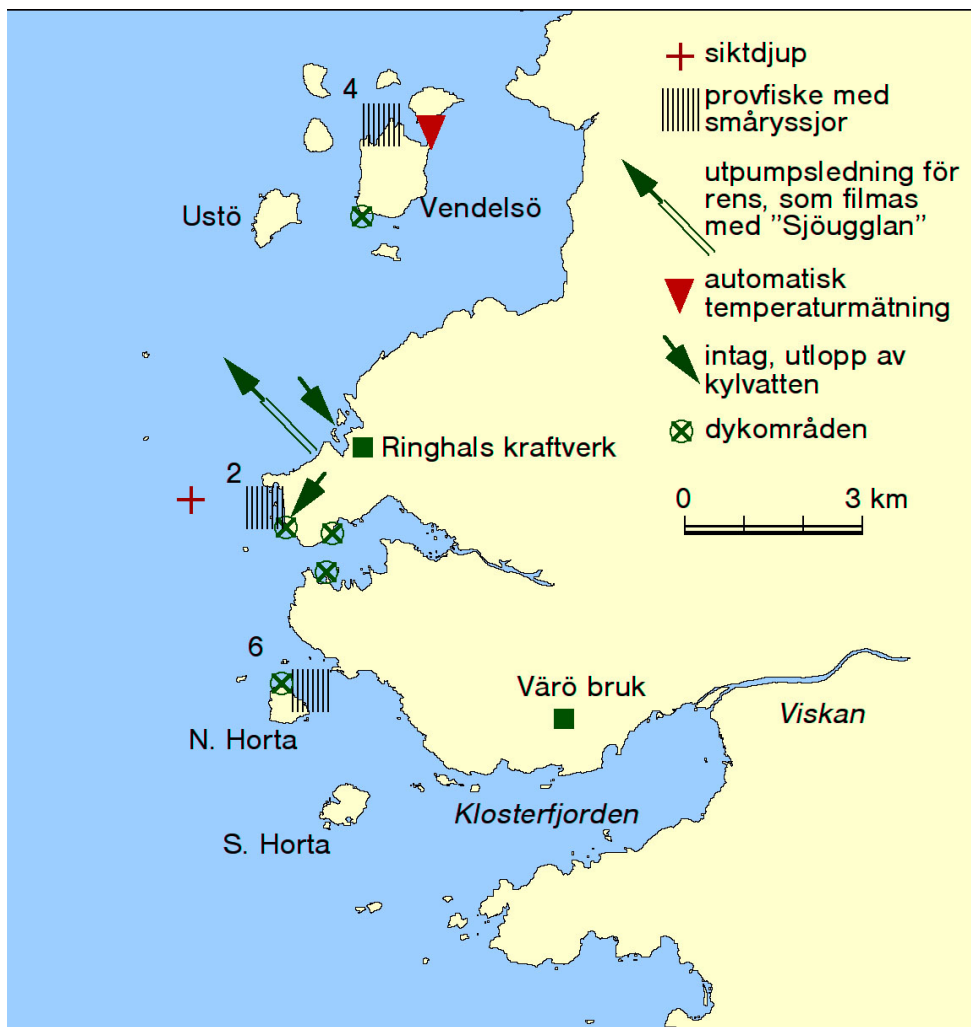 siktdjup
provfiske med
småryssjor
utpumpsledning för
rens, som filmas
med ”Sjöugglan”
automatisk
temperaturmätning
intag, utlopp av
kylvatten
dykområden
0 3 km
4
Ustö
Vendelsö
Ringhals kraftverk
2
6
N. Horta
Värö bruk
Viskan
Klosterfjorden
S. Horta